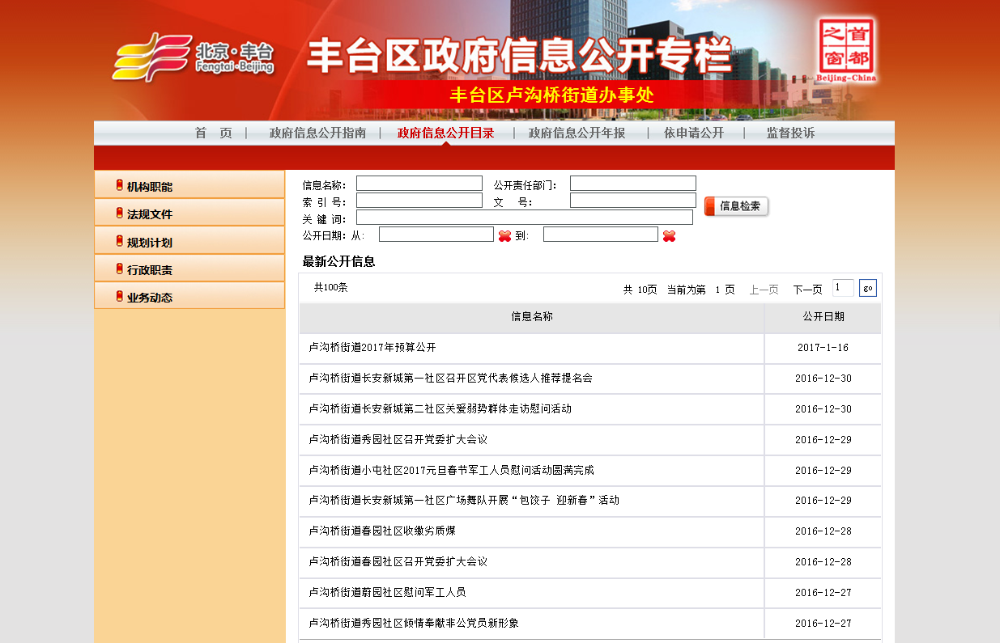 北京·丰台
Fengtai·Beijing
丰台区政府信息公开专栏
首都之窗
Beijing-China
丰台区卢沟桥街道办事处
首 页 | 政府信息公开指南 | 政府信息公开目录 | 政府信息公开年报 | 依申请公开 | 监督投诉
机构职能
法规文件
规划计划
行政职责
业务动态
信息名称: 公开责任部门:
索 引 号: 文 号:
关 键 词:
信息检索
公开日期: 从: 到:
最新公开信息
共100条 共 10页 当前为第 1 页 上一页 下一页 1 go
信息名称 公开日期
卢沟桥街道2017年预算公开 2017-1-16
卢沟桥街道长安新城第一社区召开区党代表候选人推荐提名会 2016-12-30
卢沟桥街道长安新城第二社区关爱弱势群体走访慰问活动 2016-12-30
卢沟桥街道秀园社区召开党委扩大会议 2016-12-29
卢沟桥街道小屯社区2017元旦春节军工人员慰问活动圆满完成 2016-12-29
卢沟桥街道长安新城第一社区广场舞队开展“包饺子 迎新春”活动 2016-12-29
卢沟桥街道春园社区收缴劣质煤 2016-12-28
卢沟桥街道春园社区召开党委扩大会议 2016-12-28
卢沟桥街道蔚园社区慰问军工人员 2016-12-27
卢沟桥街道秀园社区倾情奉献非公党员新形象 2016-12-27